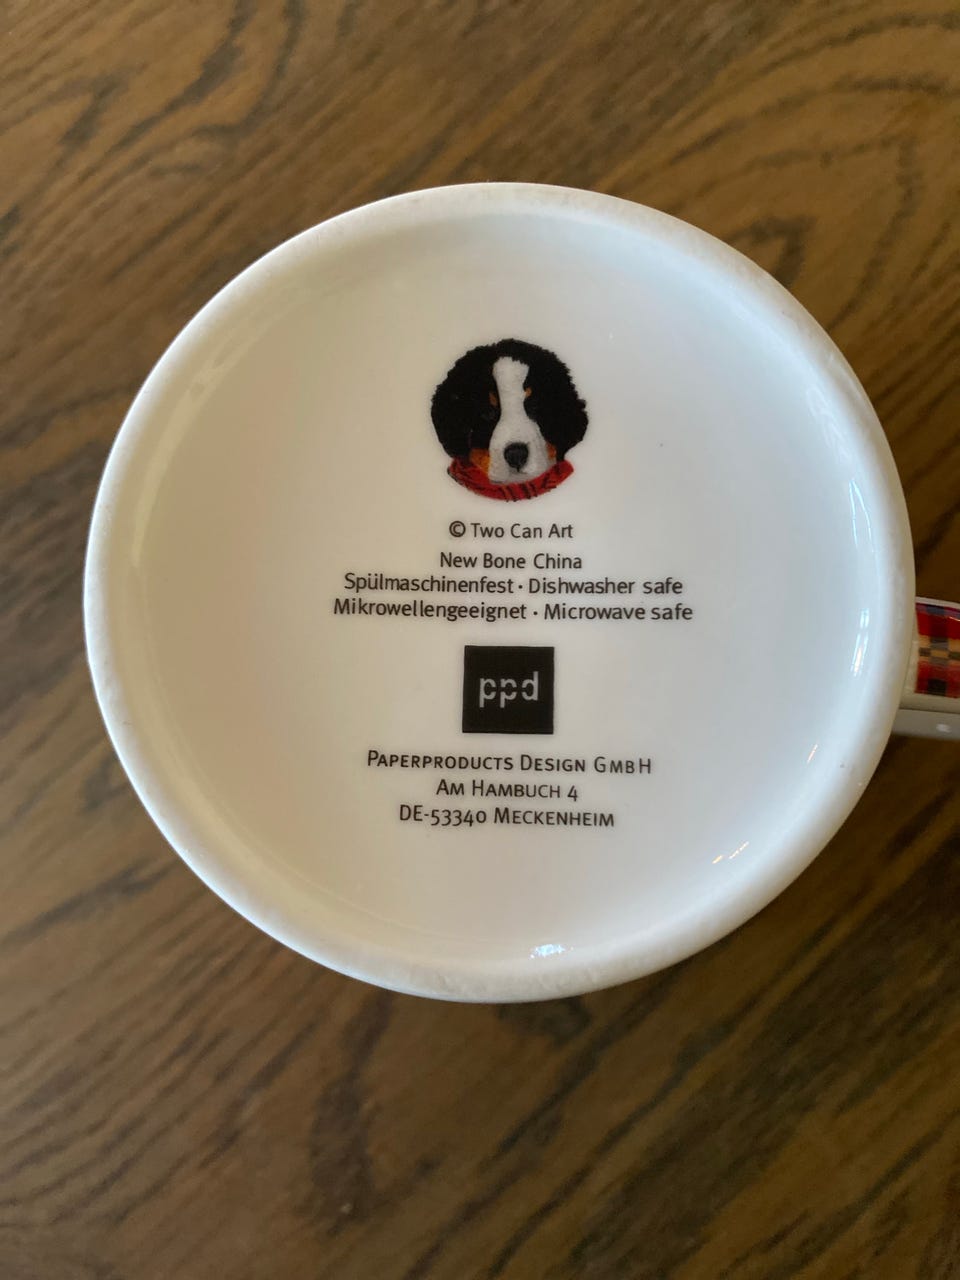 © Two Can Art
New Bone China
Spülmaschinenfest · Dishwasher safe
Mikrowellengeeignet · Microwave safe
ppd
PAPERPRODUCTS DESIGN GMBH
AM HAMBUCH 4
DE-53340 MECKENHEIM